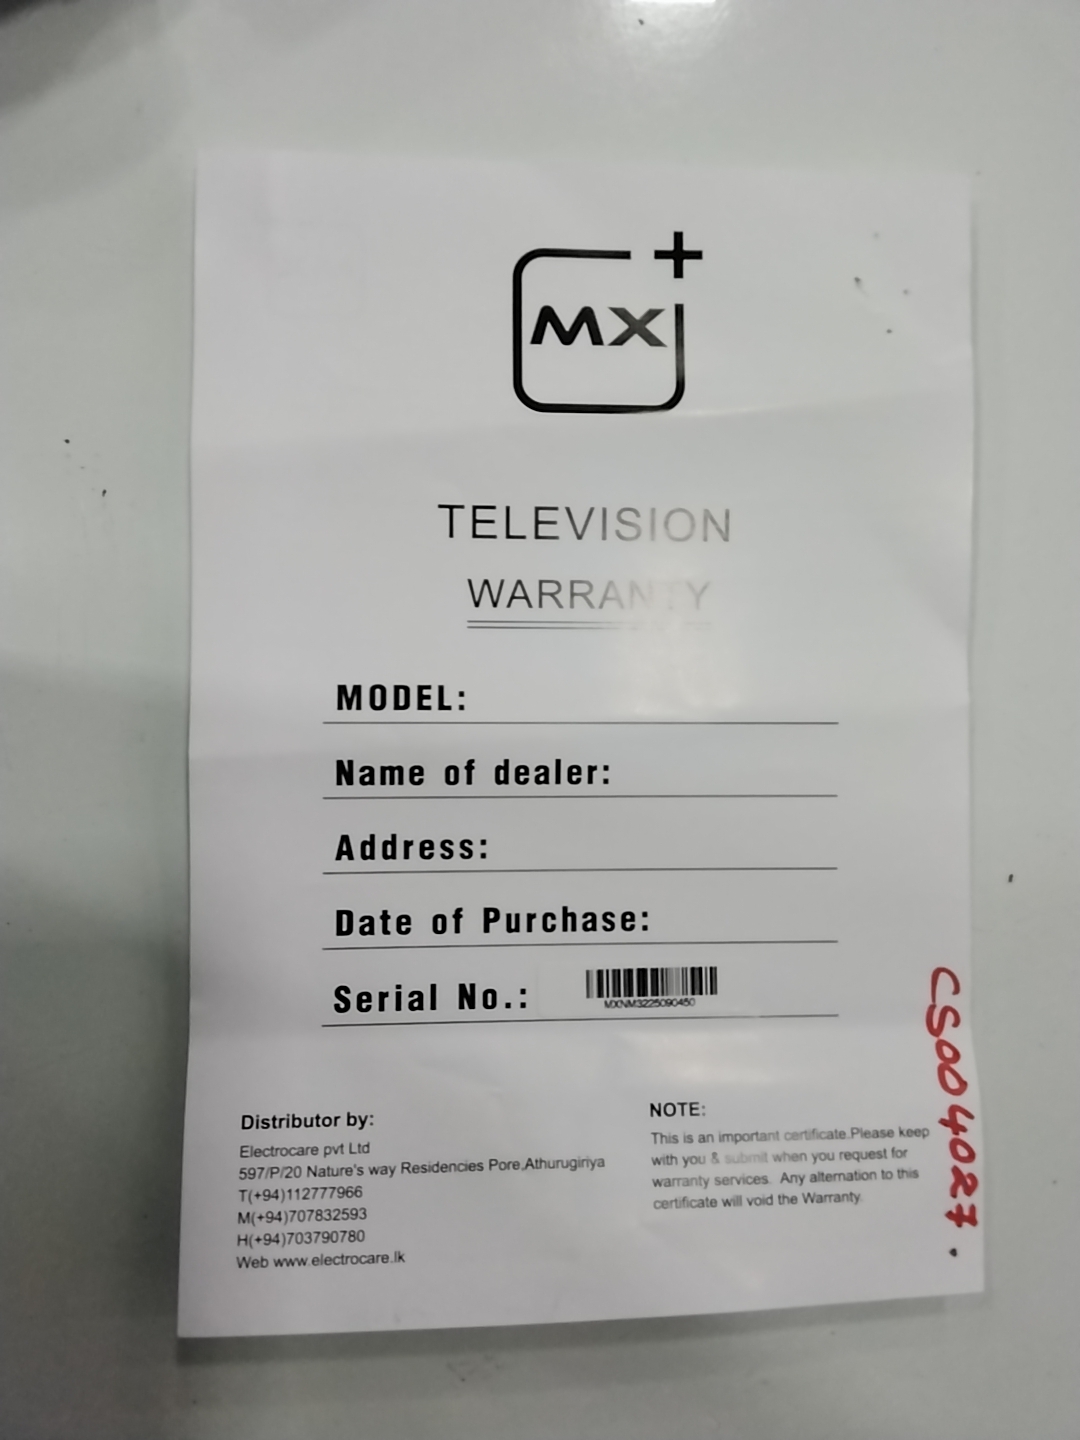 MX+
TELEVISION
WARRANTY
MODEL:
Name of dealer:
Address:
Date of Purchase:
Serial No.:
MXNM3225090450
Distributor by:
Electrocare pvt Ltd
597/P/20 Nature's way Residencies Pore,Athurugiriya
T(+94)112777966
M(+94)707832593
H(+94)703790780
Web www.electrocare.lk
NOTE:
This is an important certificate.Please keep
with you & submit when you request for
warranty services. Any alternation to this
certificate will void the Warranty.
CS004027.